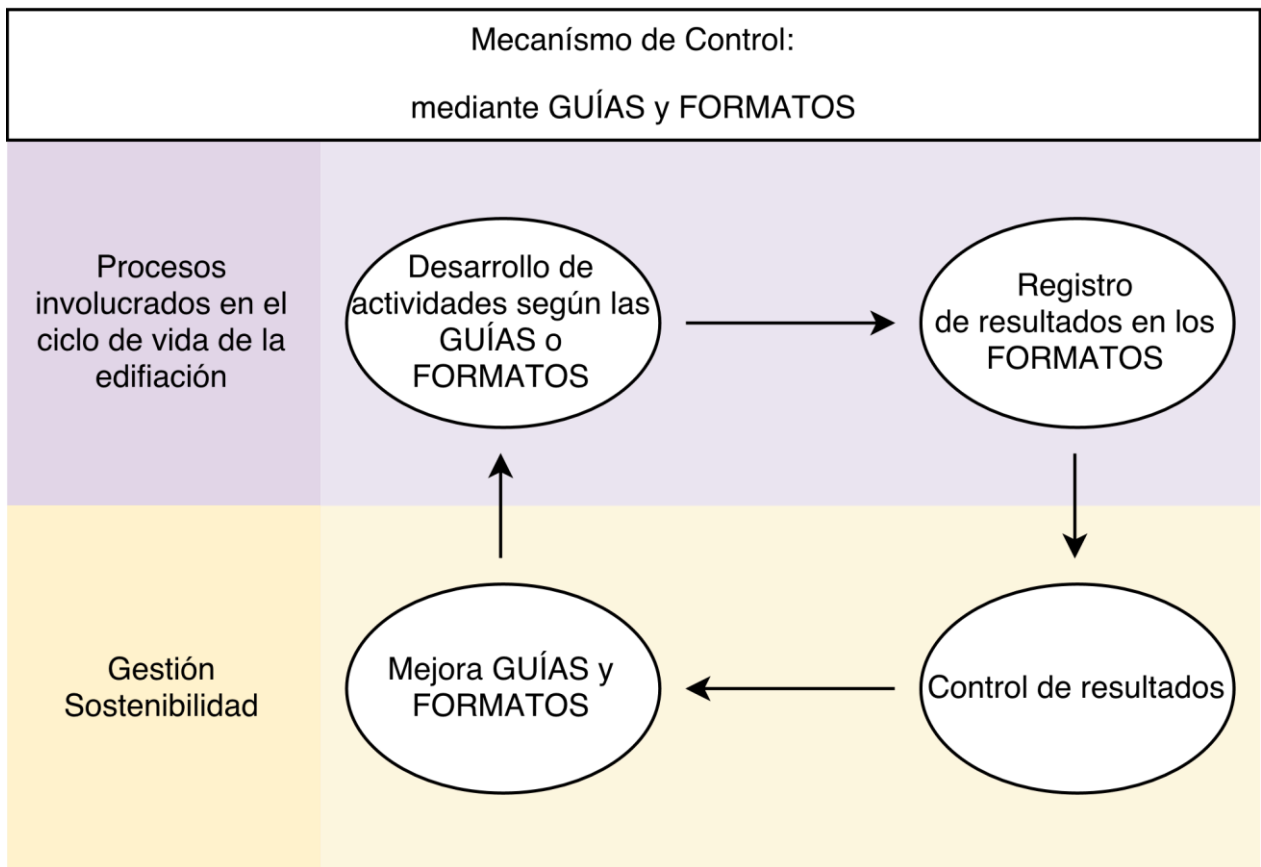 Mecanísmo de Control:
mediante GUÍAS y FORMATOS
Procesos
involucrados en el
ciclo de vida de la
edifiación
Desarrollo de
actividades según las
GUÍAS o
FORMATOS
Registro
de resultados en los
FORMATOS
Gestión
Sostenibilidad
Mejora GUÍAS y
FORMATOS
Control de resultados